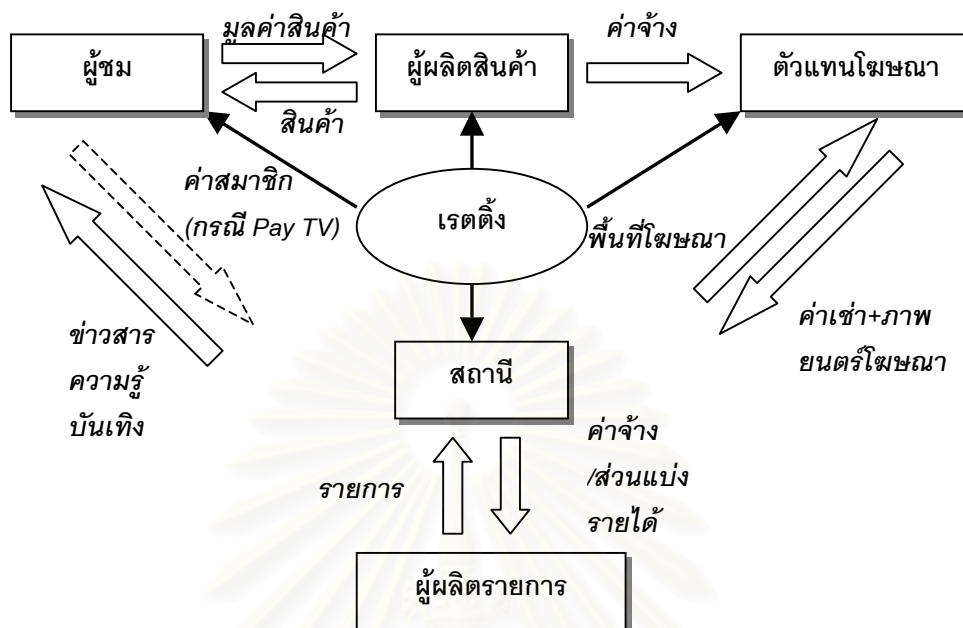 มูลค่าสินค้า
ค่าจ้าง
ผู้ชม
ผู้ผลิตสินค้า
ตัวแทนโฆษณา
สินค้า
ค่าสมาชิก
(กรณี Pay TV)
เรตติ้ง
พื้นที่โฆษณา
ข่าวสาร
ความรู้
บันเทิง
ค่าเช่า+ภาพ
ยนตร์โฆษณา
สถานี
รายการ
ค่าจ้าง
/ส่วนแบ่ง
รายได้
ผู้ผลิตรายการ